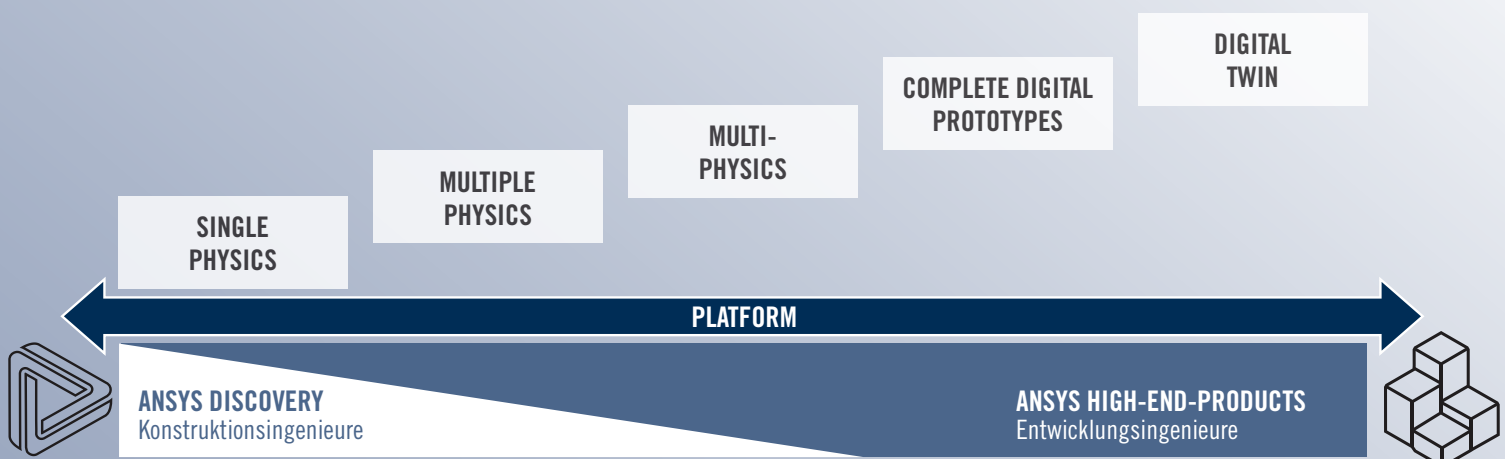 SINGLE
PHYSICS
MULTIPLE
PHYSICS
MULTI-
PHYSICS
COMPLETE DIGITAL
PROTOTYPES
DIGITAL
TWIN
PLATFORM
ANSYS DISCOVERY
Konstruktionsingenieure
ANSYS HIGH-END-PRODUCTS
Entwicklungsingenieure